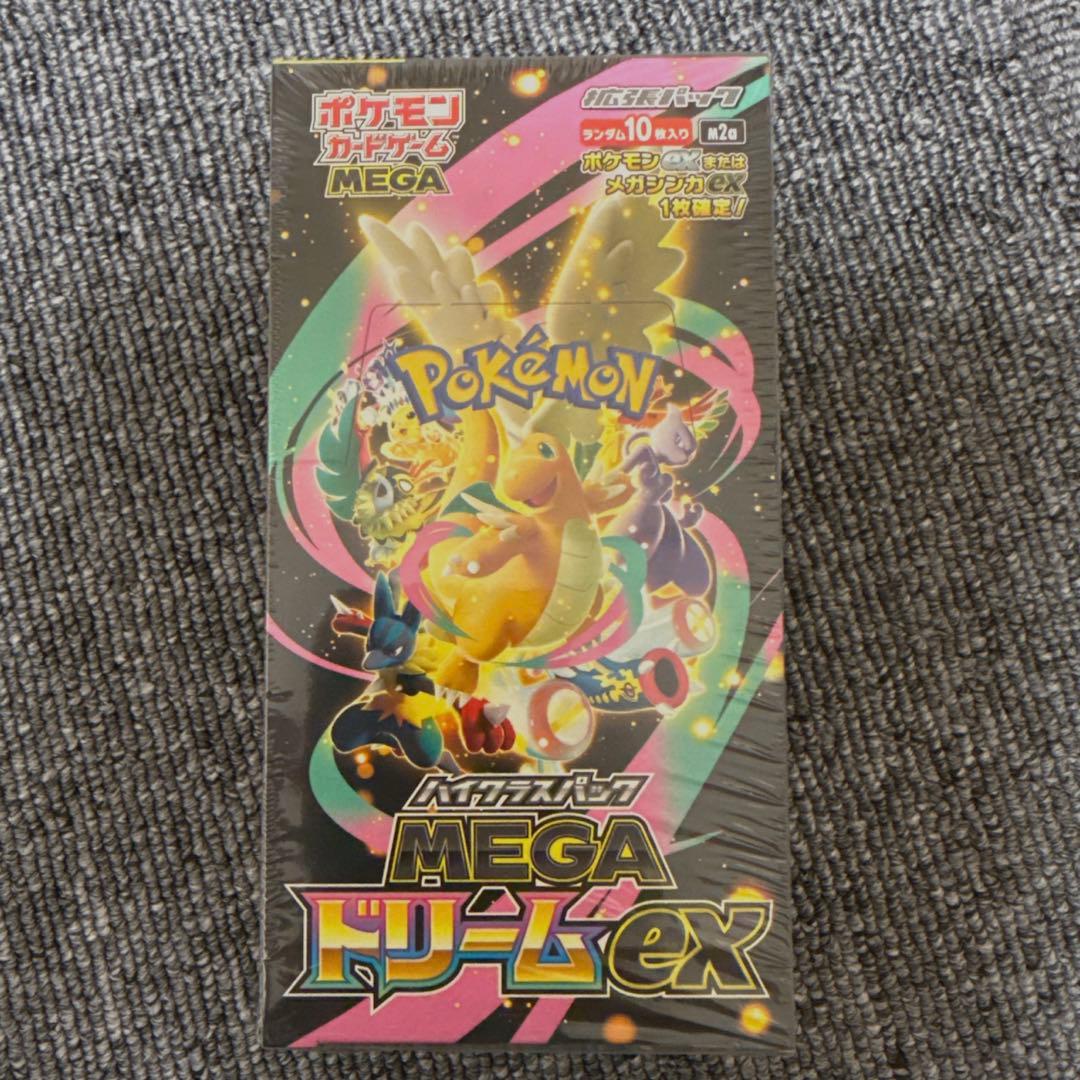 ポケモン
カードゲーム
MEGA
拡張パック
ランダム10枚入り M2a
ポケモンexまたは
メガシンカex
1枚確定!
POKéMON
ハイクラスパック
MEGA
ドリームex